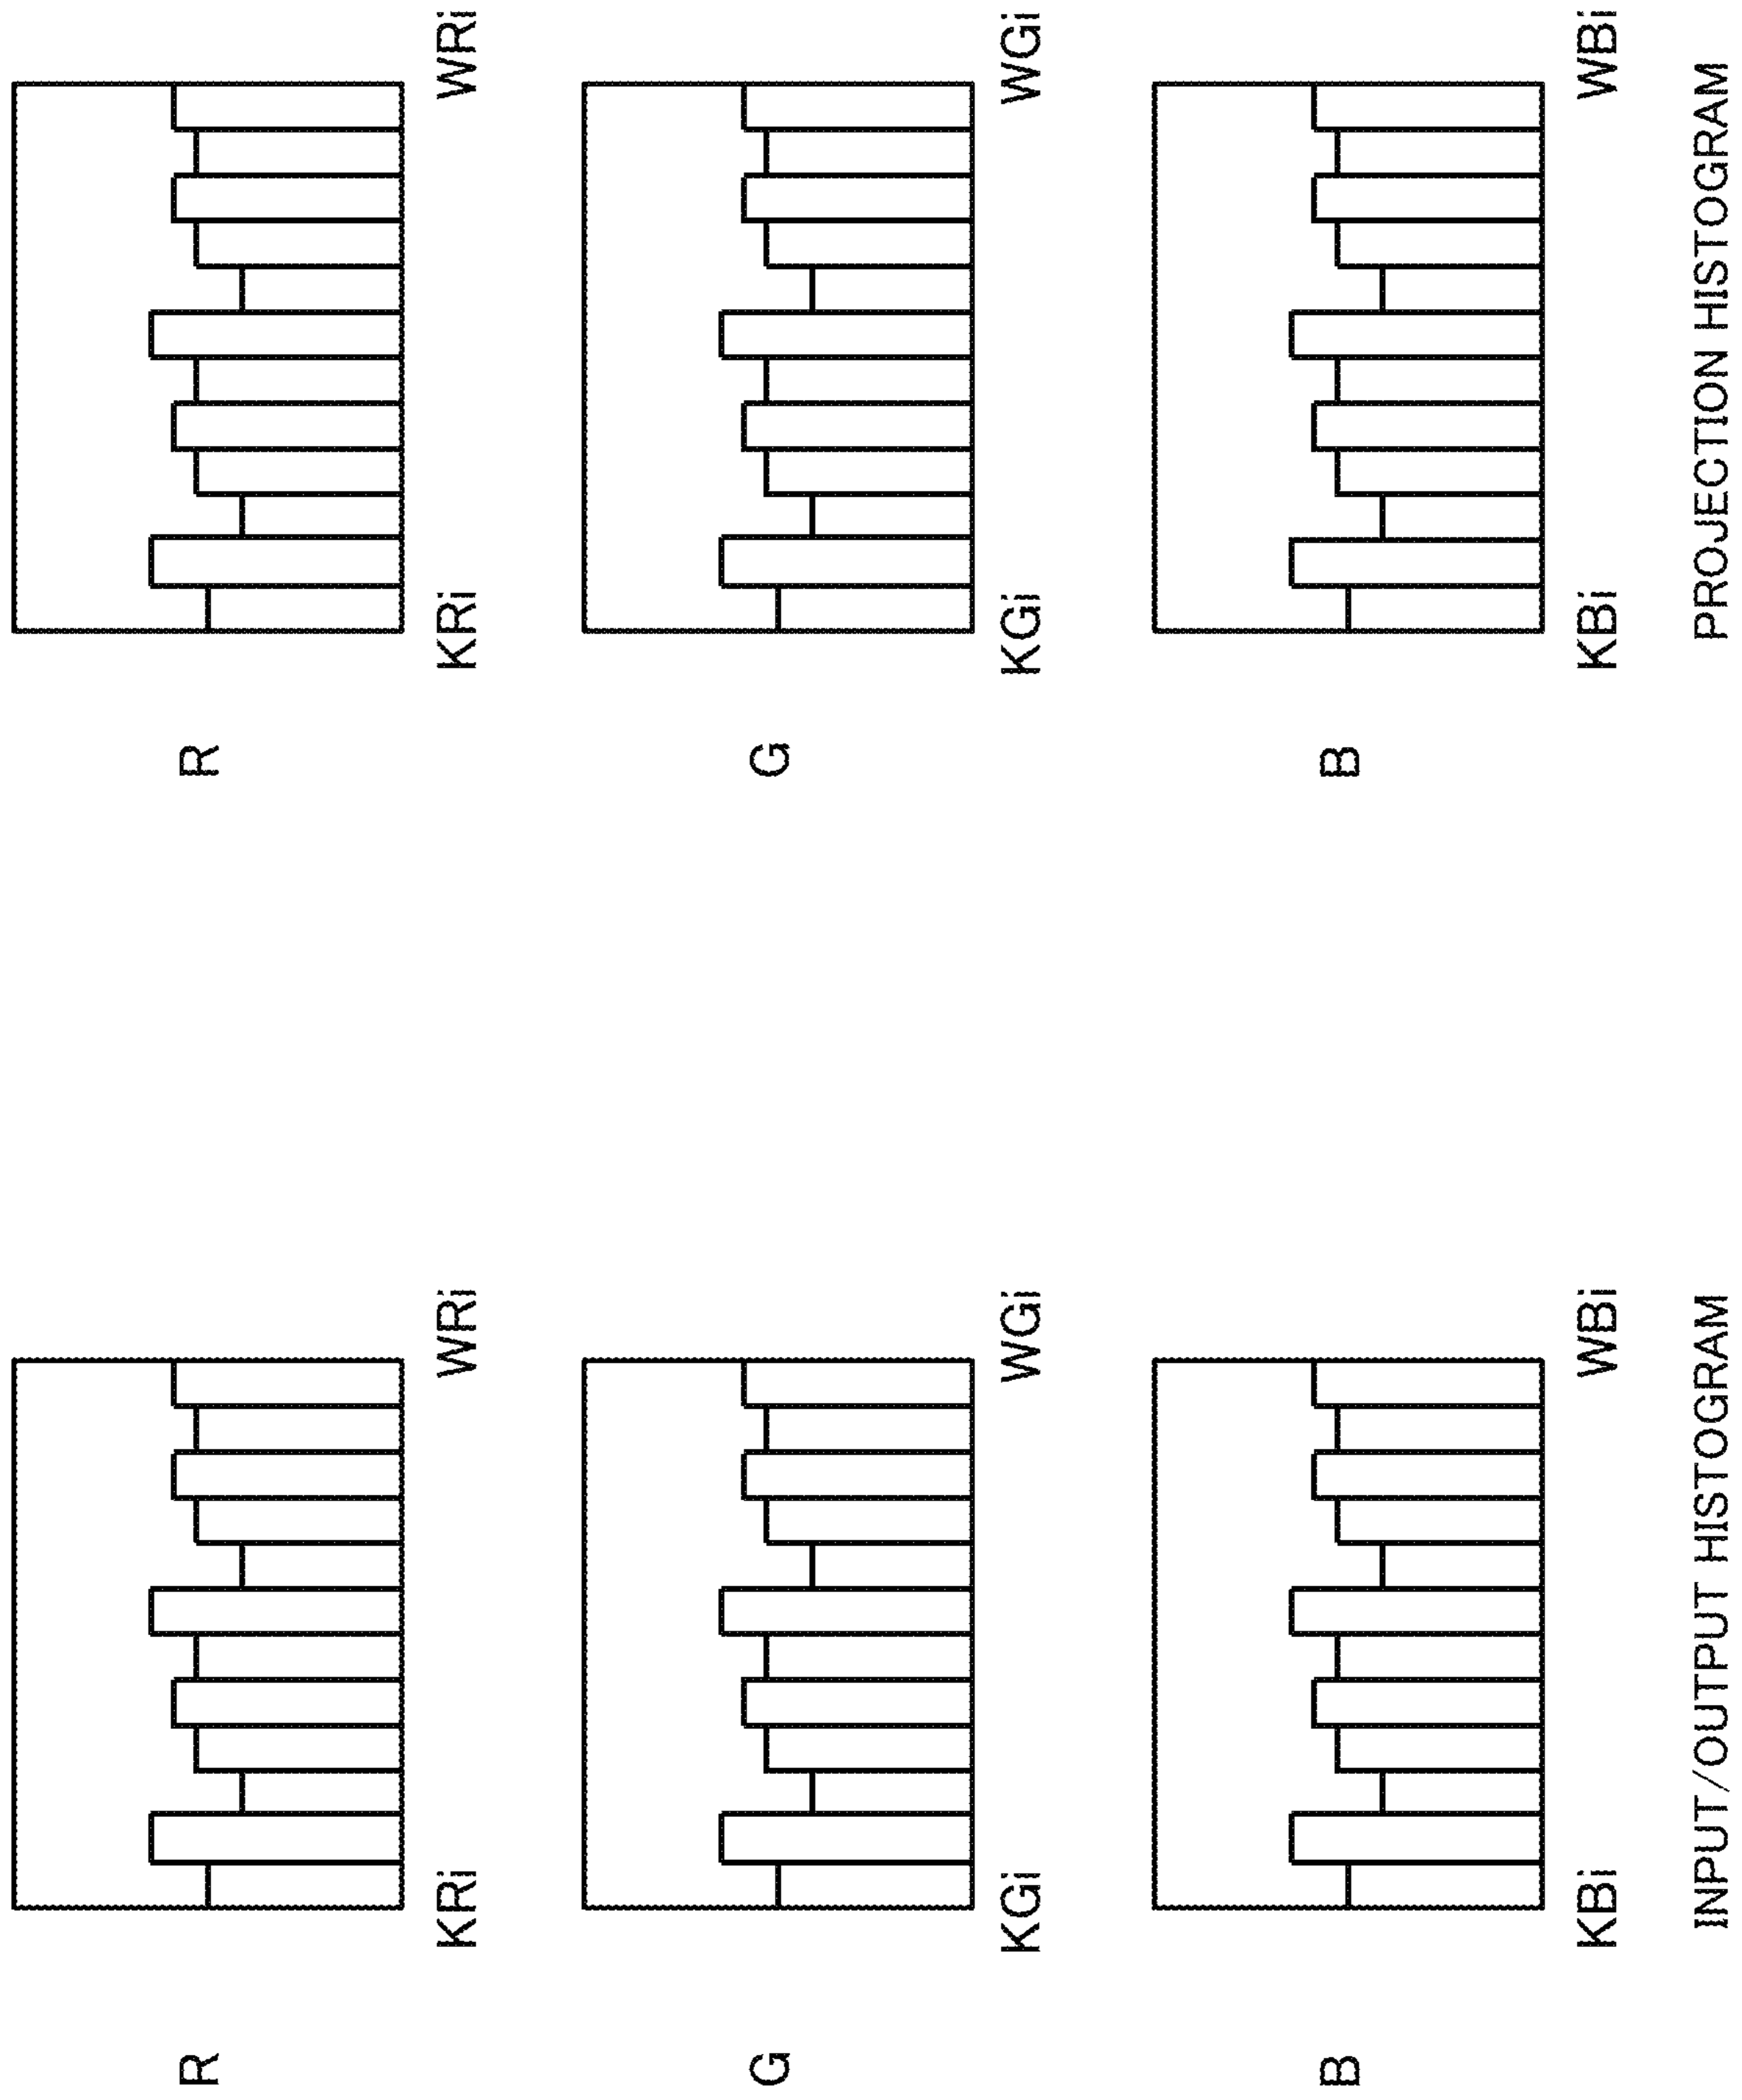 R
KRi
WRi
G
KGi
WGi
B
KBi
WBi
INPUT/OUTPUT HISTOGRAM
R
KRi
WRi
G
KGi
WGi
B
KBi
WBi
PROJECTION HISTOGRAM